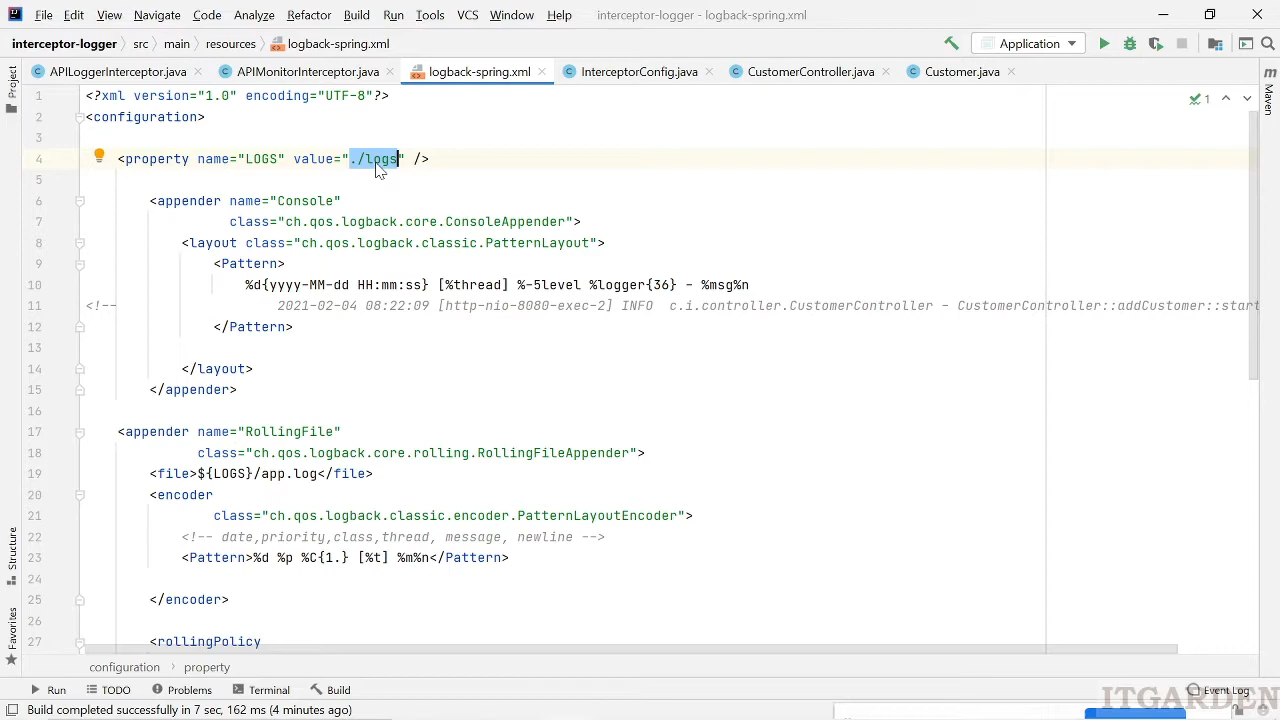 File Edit View Navigate Code Analyze Refactor Build Run Tools VCS Window Help interceptor-logger - logback-spring.xml
interceptor-logger src main resources logback-spring.xml Application
APILoggerInterceptor.java APIMonitorInterceptor.java logback-spring.xml InterceptorConfig.java CustomerController.java Customer.java
Project
Maven
1 <?xml version="1.0" encoding="UTF-8"?>
1
2 <configuration>
3
4 <property name="LOGS" value="./logs" />
5
6 <appender name="Console"
7 class="ch.qos.logback.core.ConsoleAppender">
8 <layout class="ch.qos.logback.classic.PatternLayout">
9 <Pattern>
10 %d{yyyy-MM-dd HH:mm:ss} [%thread] %-5level %logger{36} - %msg%n
11 <!-- 2021-02-04 08:22:09 [http-nio-8080-exec-2] INFO c.i.controller.CustomerController - CustomerController::addCustomer::start
12 </Pattern>
13
14 </layout>
15 </appender>
16
17 <appender name="RollingFile"
18 class="ch.qos.logback.core.rolling.RollingFileAppender">
19 <file>${LOGS}/app.log</file>
20 <encoder
21 class="ch.qos.logback.classic.encoder.PatternLayoutEncoder">
22 <!-- date,priority,class,thread, message, newline -->
23 <Pattern>%d %p %C{1.} [%t] %m%n</Pattern>
24
25 </encoder>
26
27 <rollingPolicy
Structure
Favorites
configuration property
Run TODO Problems Terminal Build Event Log
Build completed successfully in 7 sec, 162 ms (4 minutes ago)
ITGARDEN